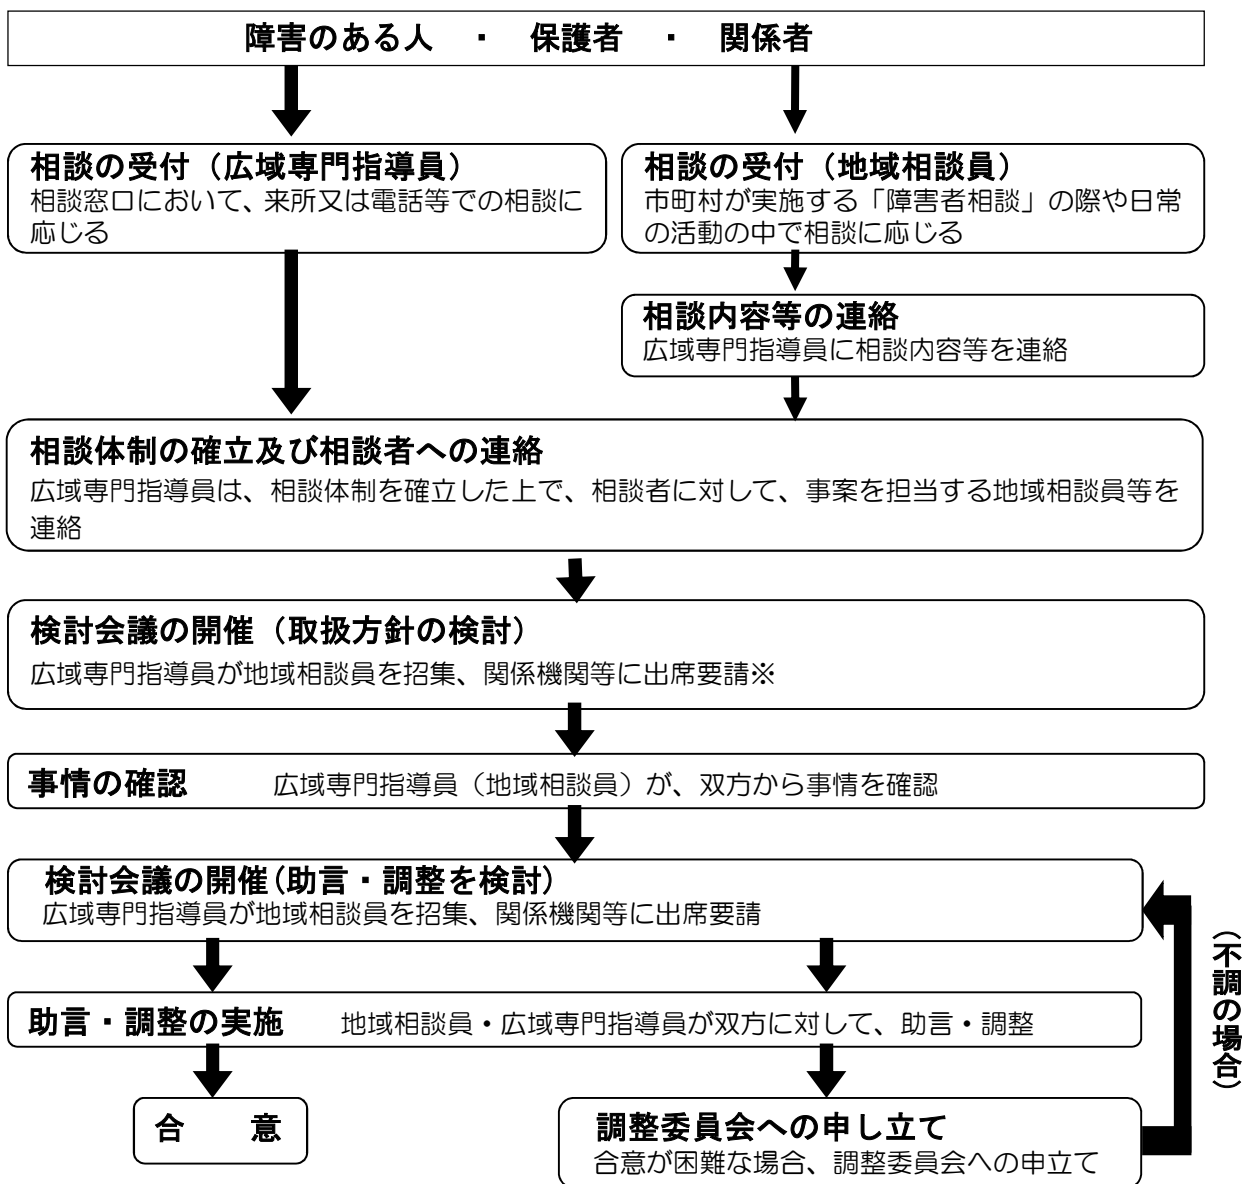 障害のある人　・　保護者　・　関係者
相談の受付（広域専門指導員）
相談窓口において、来所又は電話等での相談に
応じる
相談の受付（地域相談員）
市町村が実施する「障害者相談」の際や日常
の活動の中で相談に応じる
相談内容等の連絡
広域専門指導員に相談内容等を連絡
相談体制の確立及び相談者への連絡
広域専門指導員は、相談体制を確立した上で、相談者に対して、事案を担当する地域相談員等を
連絡
検討会議の開催（取扱方針の検討）
広域専門指導員が地域相談員を招集、関係機関等に出席要請※
事情の確認　　広域専門指導員（地域相談員）が、双方から事情を確認
検討会議の開催(助言・調整を検討)
広域専門指導員が地域相談員を招集、関係機関等に出席要請
助言・調整の実施　　地域相談員・広域専門指導員が双方に対して、助言・調整
合　　意
調整委員会への申し立て
合意が困難な場合、調整委員会への申立て
（不調の場合）